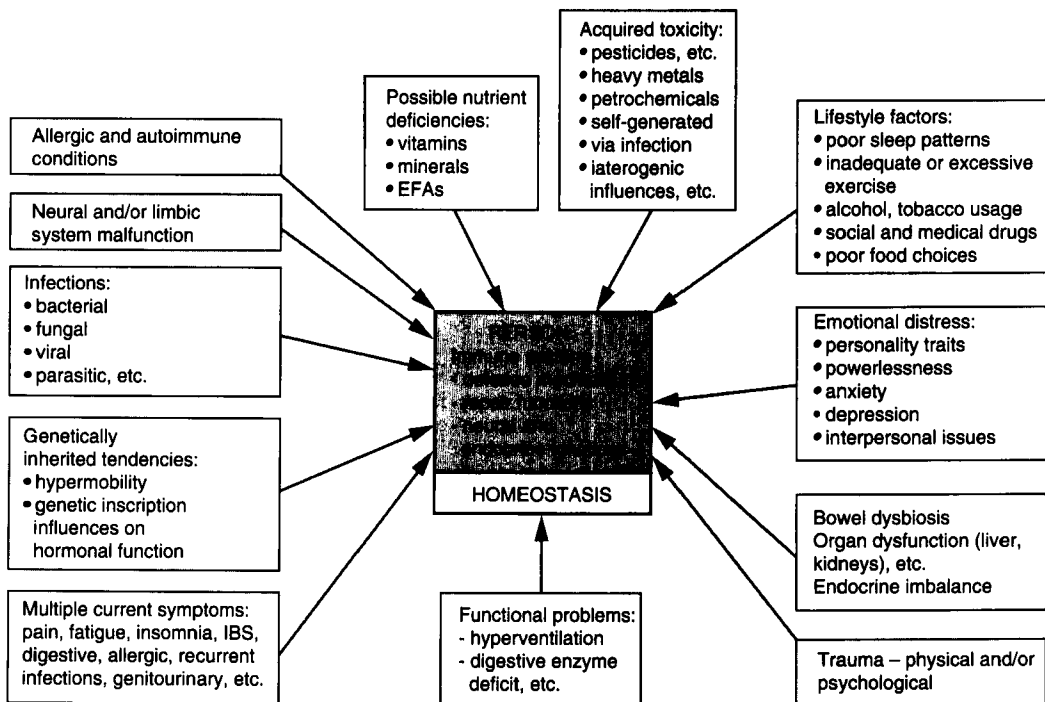 Acquired toxicity:
• pesticides, etc.
• heavy metals
• petrochemicals
• self-generated
• via infection
• iaterogenic
influences, etc.
Possible nutrient
deficiencies:
• vitamins
• minerals
• EFAs
Lifestyle factors:
• poor sleep patterns
• inadequate or excessive
exercise
• alcohol, tobacco usage
• social and medical drugs
• poor food choices
Allergic and autoimmune
conditions
Neural and/or limbic
system malfunction
Infections:
• bacterial
• fungal
• viral
• parasitic, etc.
Emotional distress:
• personality traits
• powerlessness
• anxiety
• depression
• interpersonal issues
Genetically
inherited tendencies:
• hypermobility
• genetic inscription
influences on
hormonal function
HOMEOSTASIS
Bowel dysbiosis
Organ dysfunction (liver,
kidneys), etc.
Endocrine imbalance
Multiple current symptoms:
pain, fatigue, insomnia, IBS,
digestive, allergic, recurrent
infections, genitourinary, etc.
Functional problems:
- hyperventilation
- digestive enzyme
deficit, etc.
Trauma – physical and/or
psychological